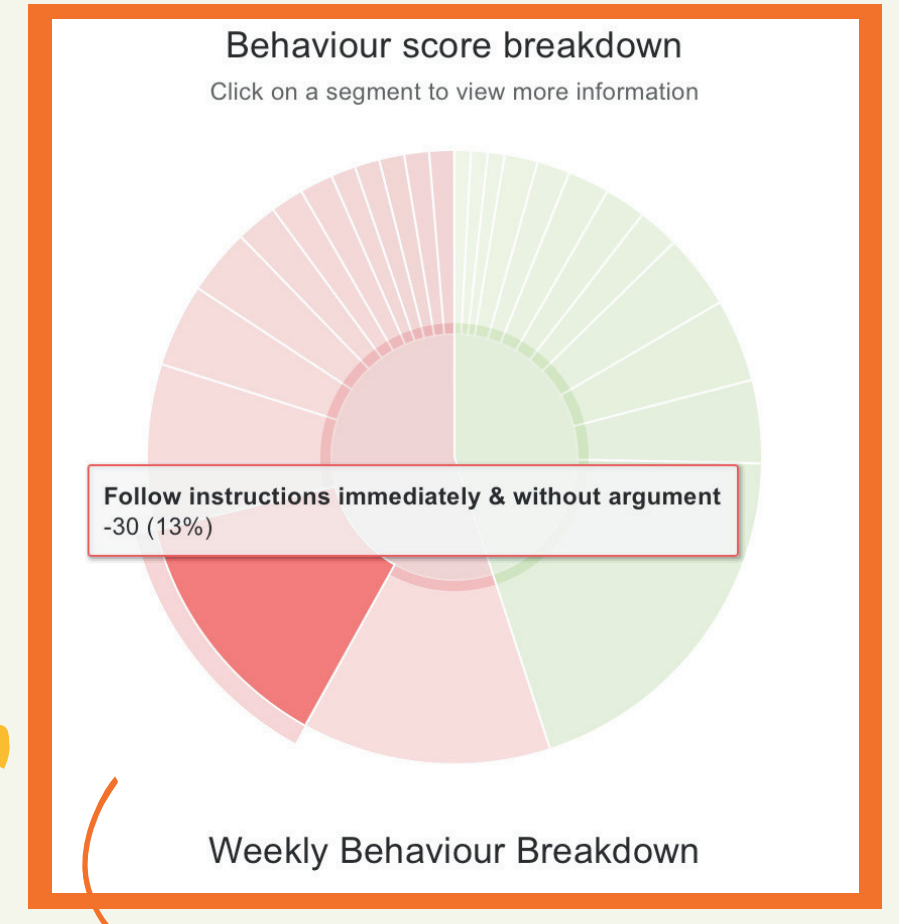 Behaviour score breakdown
Click on a segment to view more information
Follow instructions immediately & without argument
-30 (13%)
Weekly Behaviour Breakdown